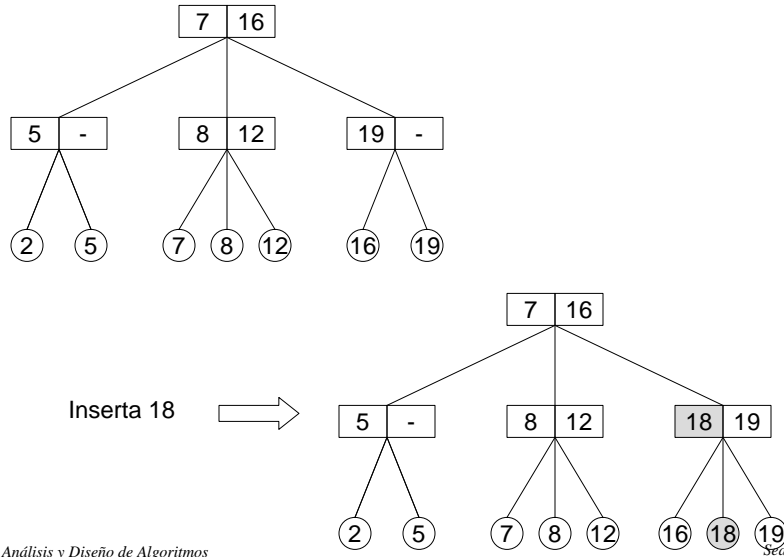 7 16
5 - 8 12 19 -
2 5 7 8 12 16 19
7 16
Inserta 18
5 - 8 12 18 19
2 5 7 8 12 16 18 19
Análisis y Diseño de Algoritmos